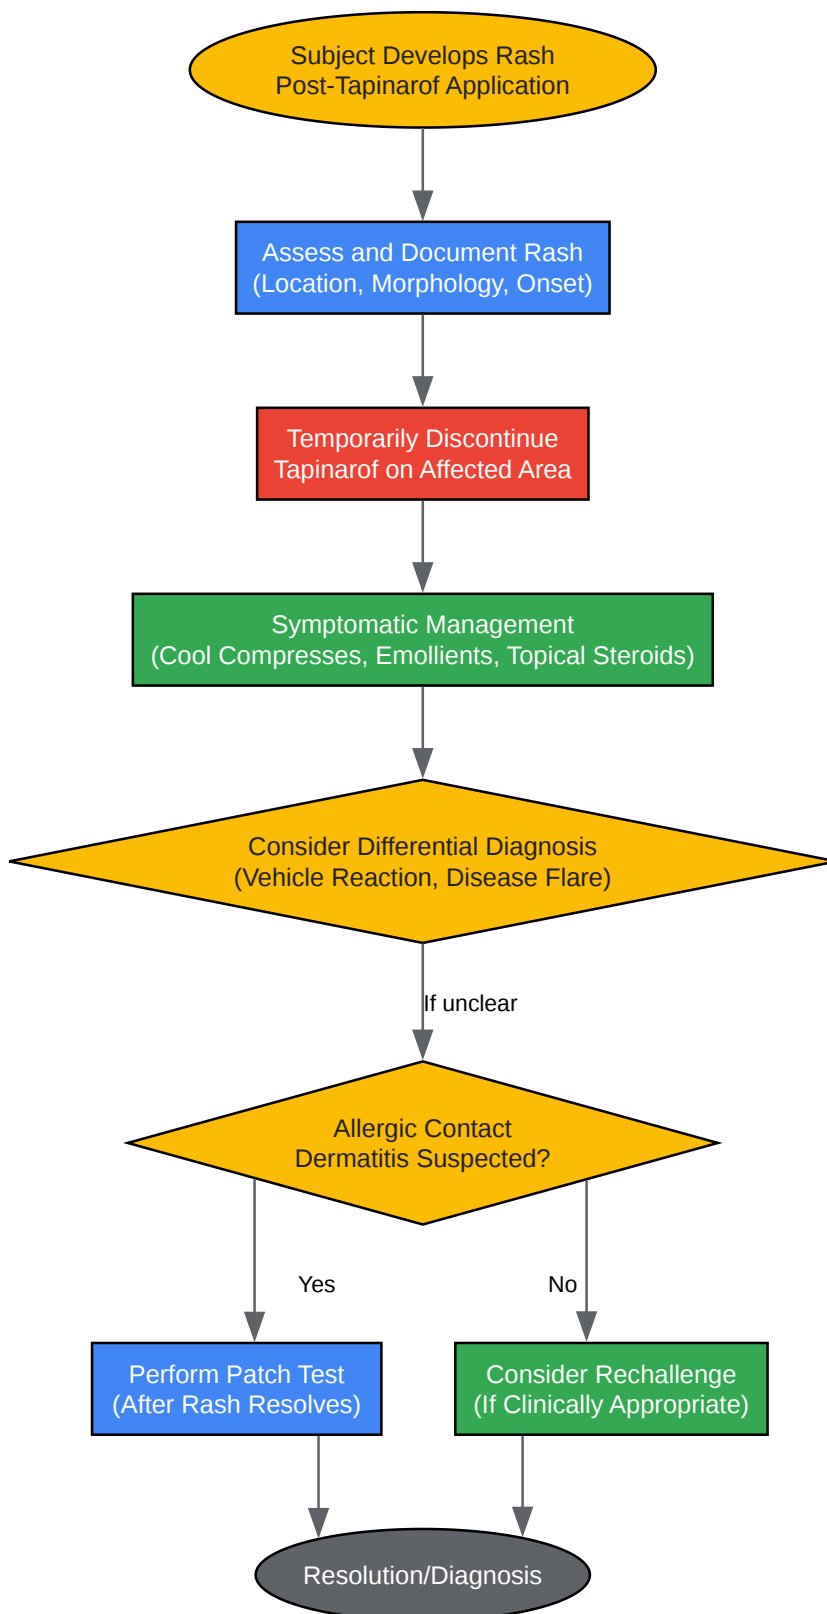 Subject Develops Rash
Post-Tapinarof Application
Assess and Document Rash
(Location, Morphology, Onset)
Temporarily Discontinue
Tapinarof on Affected Area
Symptomatic Management
(Cool Compresses, Emollients, Topical Steroids)
Consider Differential Diagnosis
(Vehicle Reaction, Disease Flare)
If unclear
Allergic Contact
Dermatitis Suspected?
Yes
No
Perform Patch Test
(After Rash Resolves)
Consider Rechallenge
(If Clinically Appropriate)
Resolution/Diagnosis